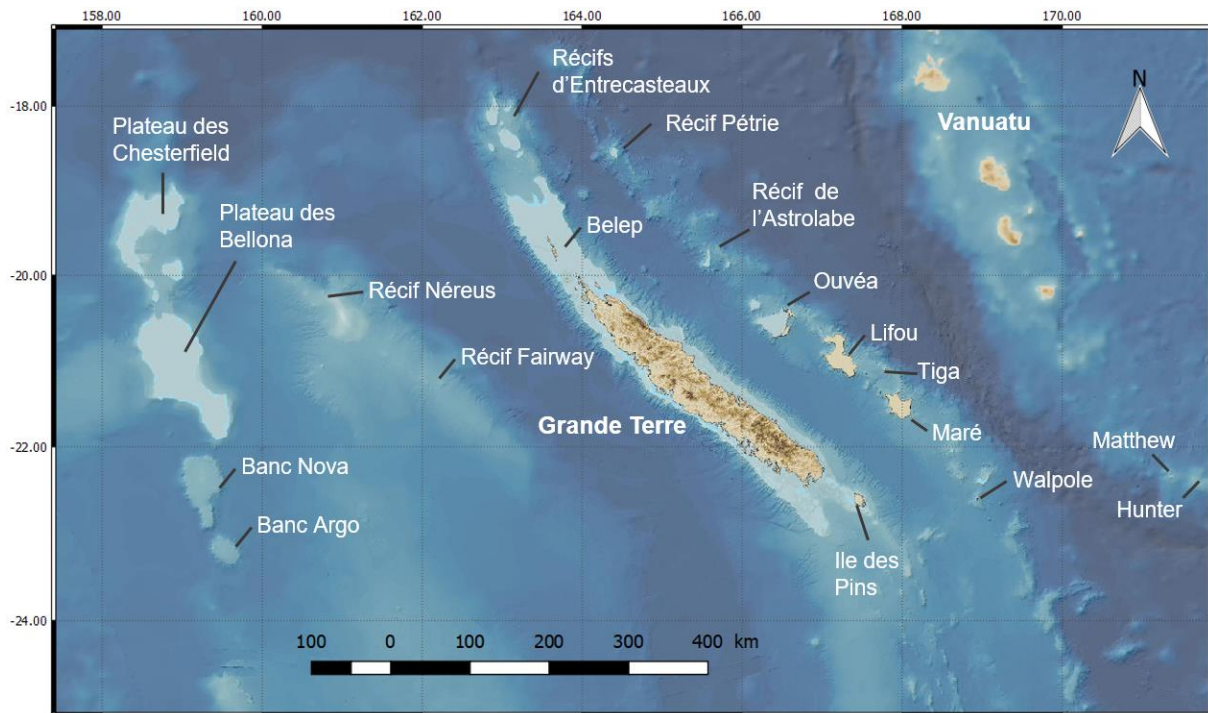 158.00
160.00
162.00
164.00
166.00
168.00
170.00
-18.00
-20.00
-22.00
-24.00
Récifs
d’Entrecasteaux
N
Plateau des
Chesterfield
Récif Pétrie
Vanuatu
Plateau des
Bellona
Récif de
l’Astrolabe
Belep
Récif Néreus
Ouvéa
Lifou
Récif Fairway
Tiga
Grande Terre
Maré
Matthew
Banc Nova
Walpole
Hunter
Banc Argo
Ile des
Pins
100 0 100 200 300 400 km